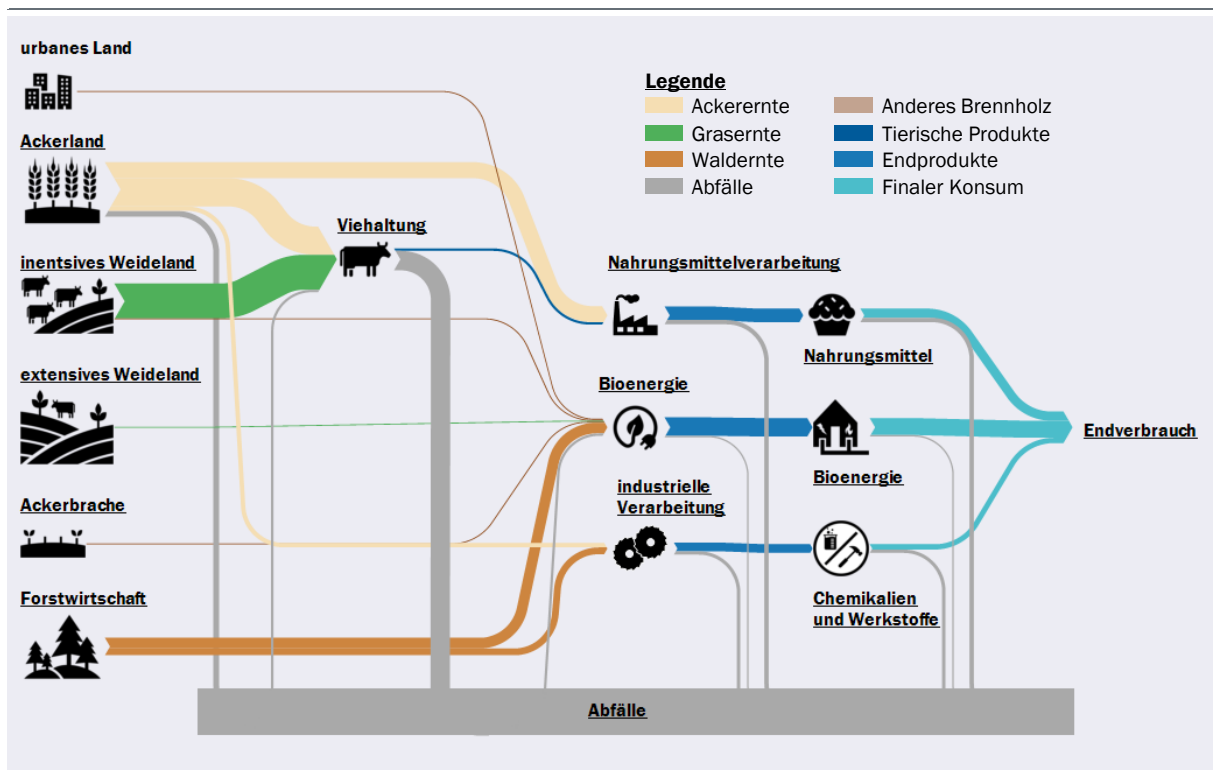 urbanes Land
Legende
Ackerernte
Anderes Brennholz
Ackerland
Grasernte
Tierische Produkte
Waldernte
Endprodukte
Abfälle
Finaler Konsum
Viehaltung
inentsives Weideland
Nahrungsmittelverarbeitung
Nahrungsmittel
extensives Weideland
Bioenergie
Endverbrauch
Bioenergie
industrielle
Verarbeitung
Ackerbrache
Forstwirtschaft
Chemikalien
und Werkstoffe
Abfälle